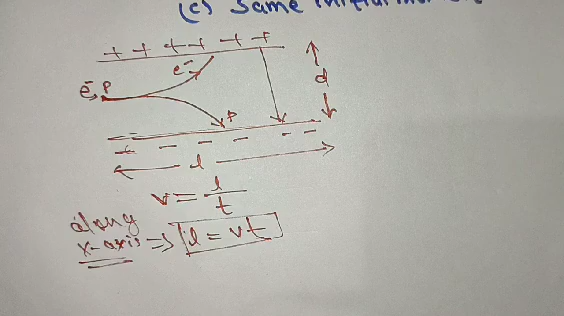 (c) Same
+ + + + + +
e⁻
e⁻, P
d
P
- - - - - -
l
v = l/t
along
x-axis ⇒ l = vt